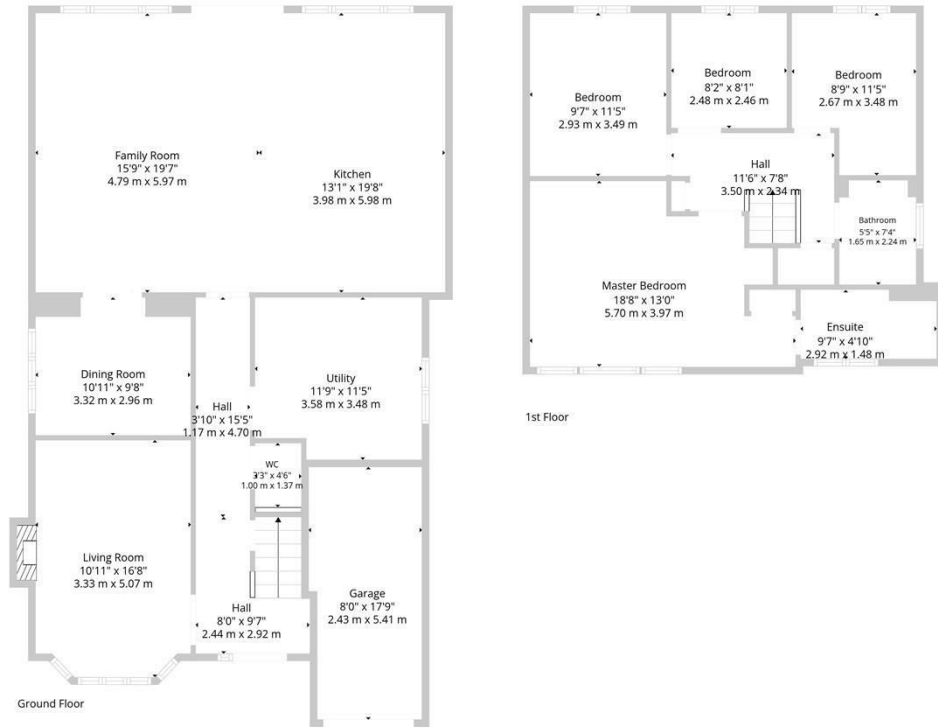 Family Room
15'9" x 19'7"
4.79 m x 5.97 m
Kitchen
13'1" x 19'8"
3.98 m x 5.98 m
Dining Room
10'11" x 9'8"
3.32 m x 2.96 m
Hall
3'10" x 15'5"
1.17 m x 4.70 m
Utility
11'9" x 11'5"
3.58 m x 3.48 m
WC
3'3" x 4'6"
1.00 m x 1.37 m
Living Room
10'11" x 16'8"
3.33 m x 5.07 m
Hall
8'0" x 9'7"
2.44 m x 2.92 m
Garage
8'0" x 17'9"
2.43 m x 5.41 m
Ground Floor
Bedroom
9'7" x 11'5"
2.93 m x 3.49 m
Bedroom
8'2" x 8'1"
2.48 m x 2.46 m
Bedroom
8'9" x 11'5"
2.67 m x 3.48 m
Hall
11'6" x 7'8"
3.50 m x 2.34 m
Bathroom
5'5" x 7'4"
1.65 m x 2.24 m
Master Bedroom
18'8" x 13'0"
5.70 m x 3.97 m
Ensuite
9'7" x 4'10"
2.92 m x 1.48 m
1st Floor